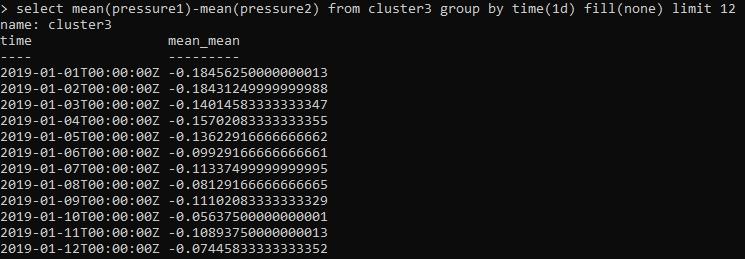 > select mean(pressure1)-mean(pressure2) from cluster3 group by time(1d) fill(none) limit 12
name: cluster3
time mean_mean
---- ---------
2019-01-01T00:00:00Z -0.18456250000000013
2019-01-02T00:00:00Z -0.18431249999999988
2019-01-03T00:00:00Z -0.14014583333333347
2019-01-04T00:00:00Z -0.15702083333333355
2019-01-05T00:00:00Z -0.13622916666666662
2019-01-06T00:00:00Z -0.09929166666666661
2019-01-07T00:00:00Z -0.11337499999999995
2019-01-08T00:00:00Z -0.08129166666666665
2019-01-09T00:00:00Z -0.11102083333333329
2019-01-10T00:00:00Z -0.05637500000000001
2019-01-11T00:00:00Z -0.10893750000000013
2019-01-12T00:00:00Z -0.07445833333333352